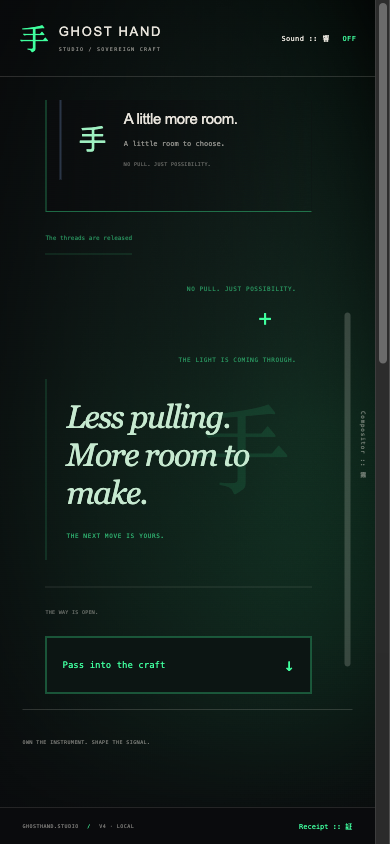 手 GHOST HAND
STUDIO / SOVEREIGN CRAFT
Sound :: 響 OFF
手
A little more room.
A little room to choose.
NO PULL. JUST POSSIBILITY.
The threads are released
NO PULL. JUST POSSIBILITY.
+
THE LIGHT IS COMING THROUGH.
手
Less pulling.
More room to
make.
THE NEXT MOVE IS YOURS.
Compositor ::
THE WAY IS OPEN.
Pass into the craft ↓
OWN THE INSTRUMENT. SHAPE THE SIGNAL.
GHOSTHAND.STUDIO / V4 · LOCAL
Receipt :: 証